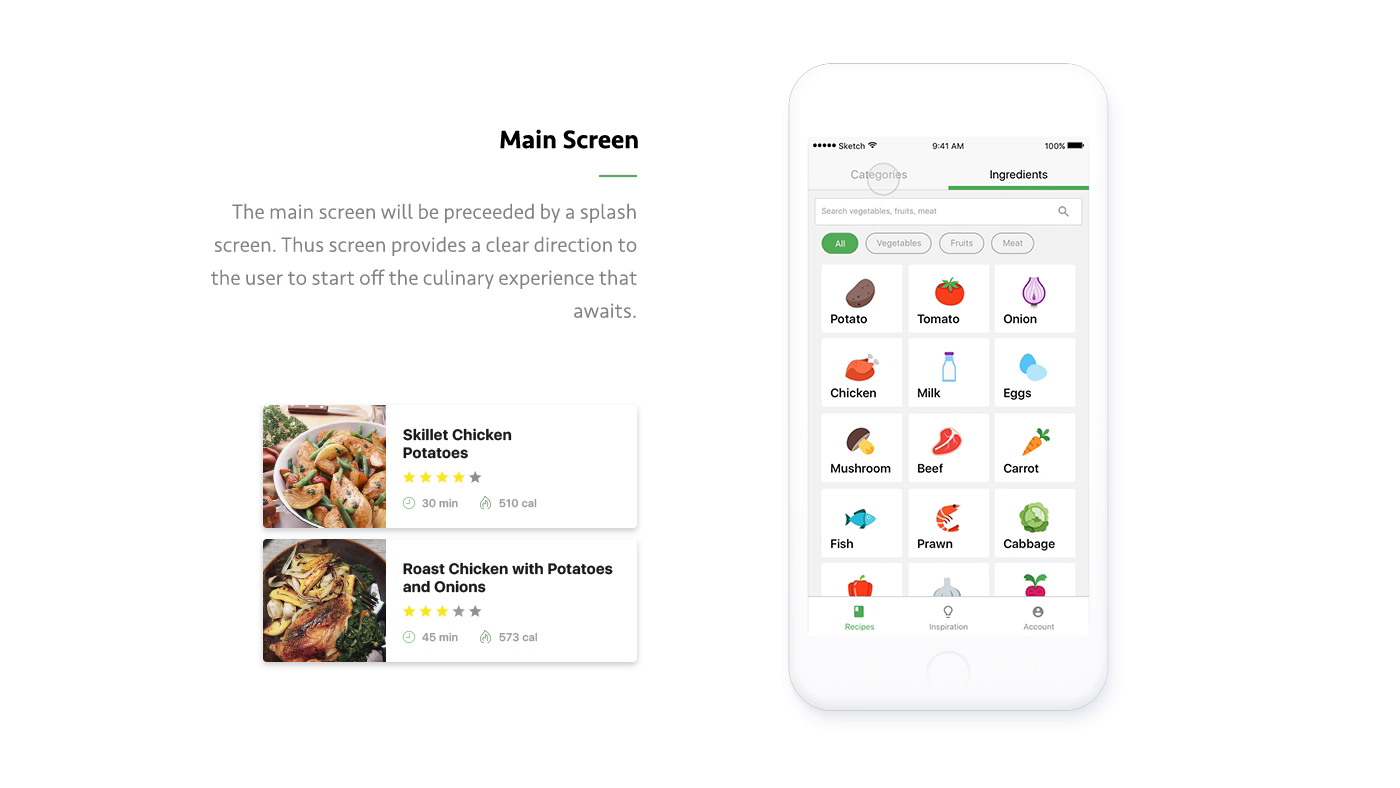 Main Screen
The main screen will be preceeded by a splash
screen. Thus screen provides a clear direction to
the user to start off the culinary experience that
awaits.
Skillet Chicken
Potatoes
30 min 510 cal
Roast Chicken with Potatoes
and Onions
45 min 573 cal
Sketch 9:41 AM 100%
Categories Ingredients
Search vegetables, fruits, meat
All Vegetables Fruits Meat
Potato Tomato Onion
Chicken Milk Eggs
Mushroom Beef Carrot
Fish Prawn Cabbage
Recipes Inspiration Account